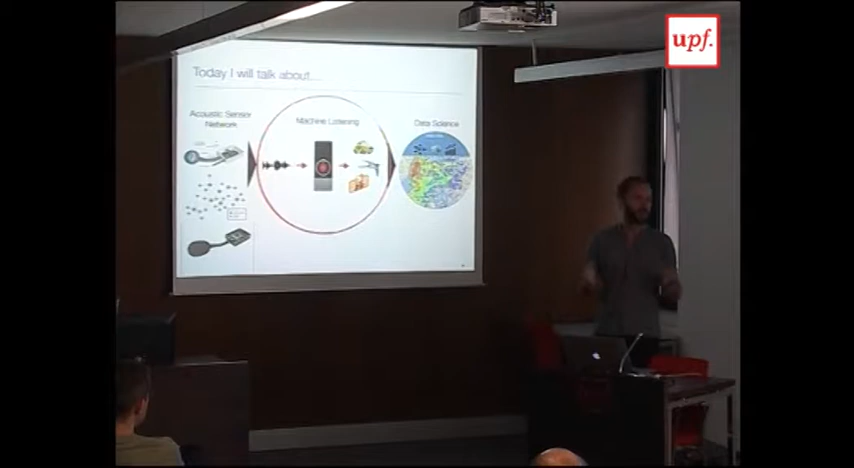 upf.
Today I will talk about...
Acoustic Sensor
Network
Machine Listening
Data Science